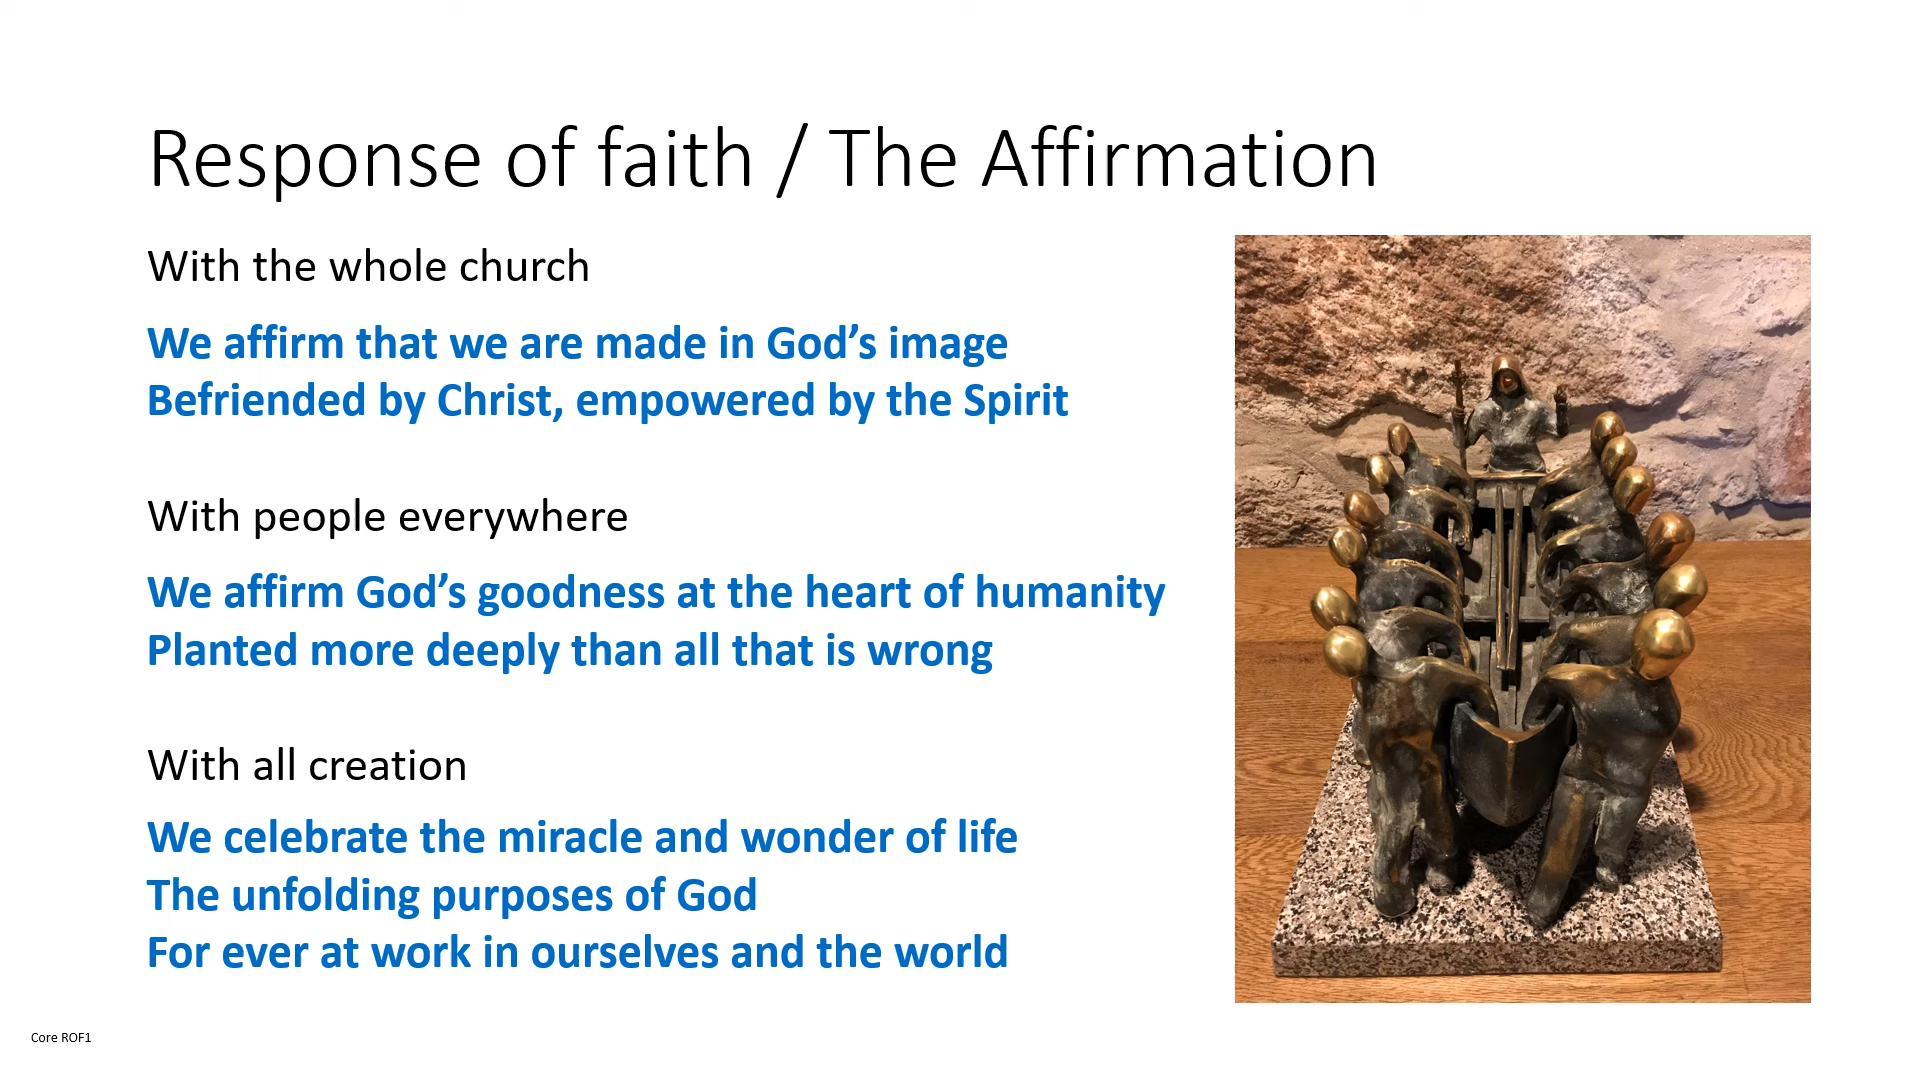 Response of faith / The Affirmation
With the whole church
We affirm that we are made in God’s image
Befriended by Christ, empowered by the Spirit
With people everywhere
We affirm God’s goodness at the heart of humanity
Planted more deeply than all that is wrong
With all creation
We celebrate the miracle and wonder of life
The unfolding purposes of God
For ever at work in ourselves and the world
Core ROF1